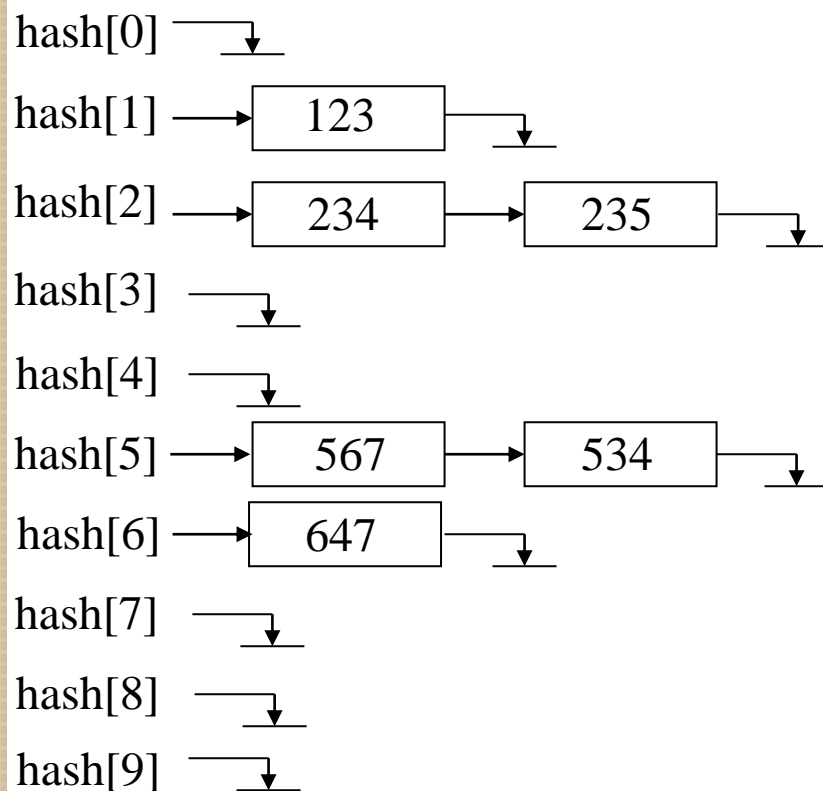 hash[0]
hash[1] 123
hash[2] 234 235
hash[3]
hash[4]
hash[5] 567 534
hash[6] 647
hash[7]
hash[8]
hash[9]